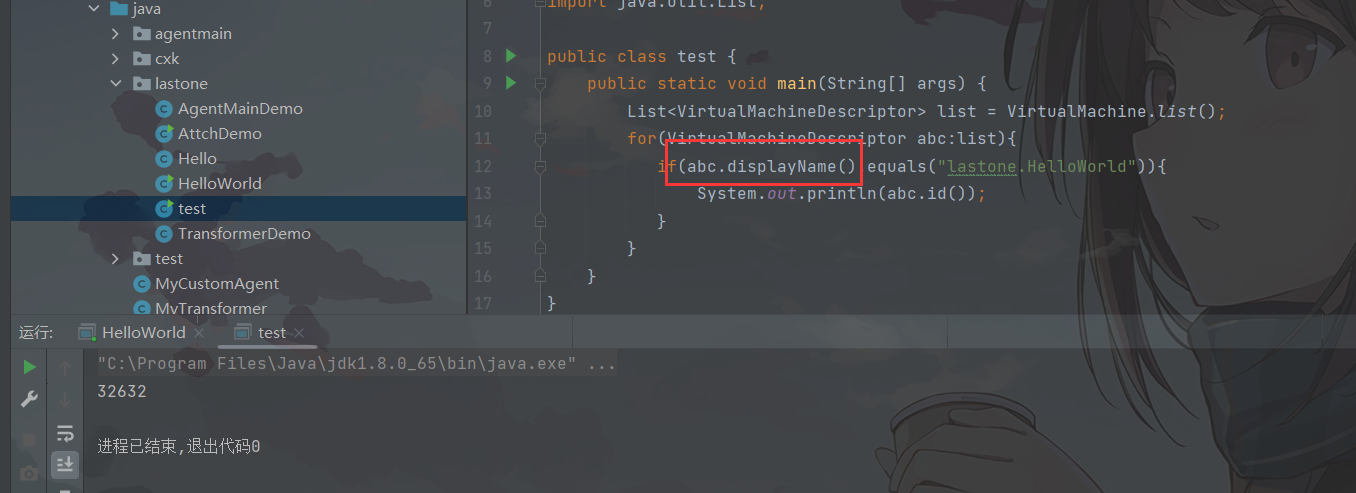 java
agentmain
cxk
lastone
AgentMainDemo
AttchDemo
Hello
HelloWorld
test
TransformerDemo
test
MyCustomAgent
MyTransformer
6 import java.util.List;
7
8 public class test {
9 public static void main(String[] args) {
10 List<VirtualMachineDescriptor> list = VirtualMachine.list();
11 for(VirtualMachineDescriptor abc:list){
12 if(abc.displayName().equals("lastone.HelloWorld")){
13 System.out.println(abc.id());
14 }
15 }
16 }
17 }
运行: HelloWorld × test ×
"C:\Program Files\Java\jdk1.8.0_65\bin\java.exe" ...
32632
进程已结束,退出代码0